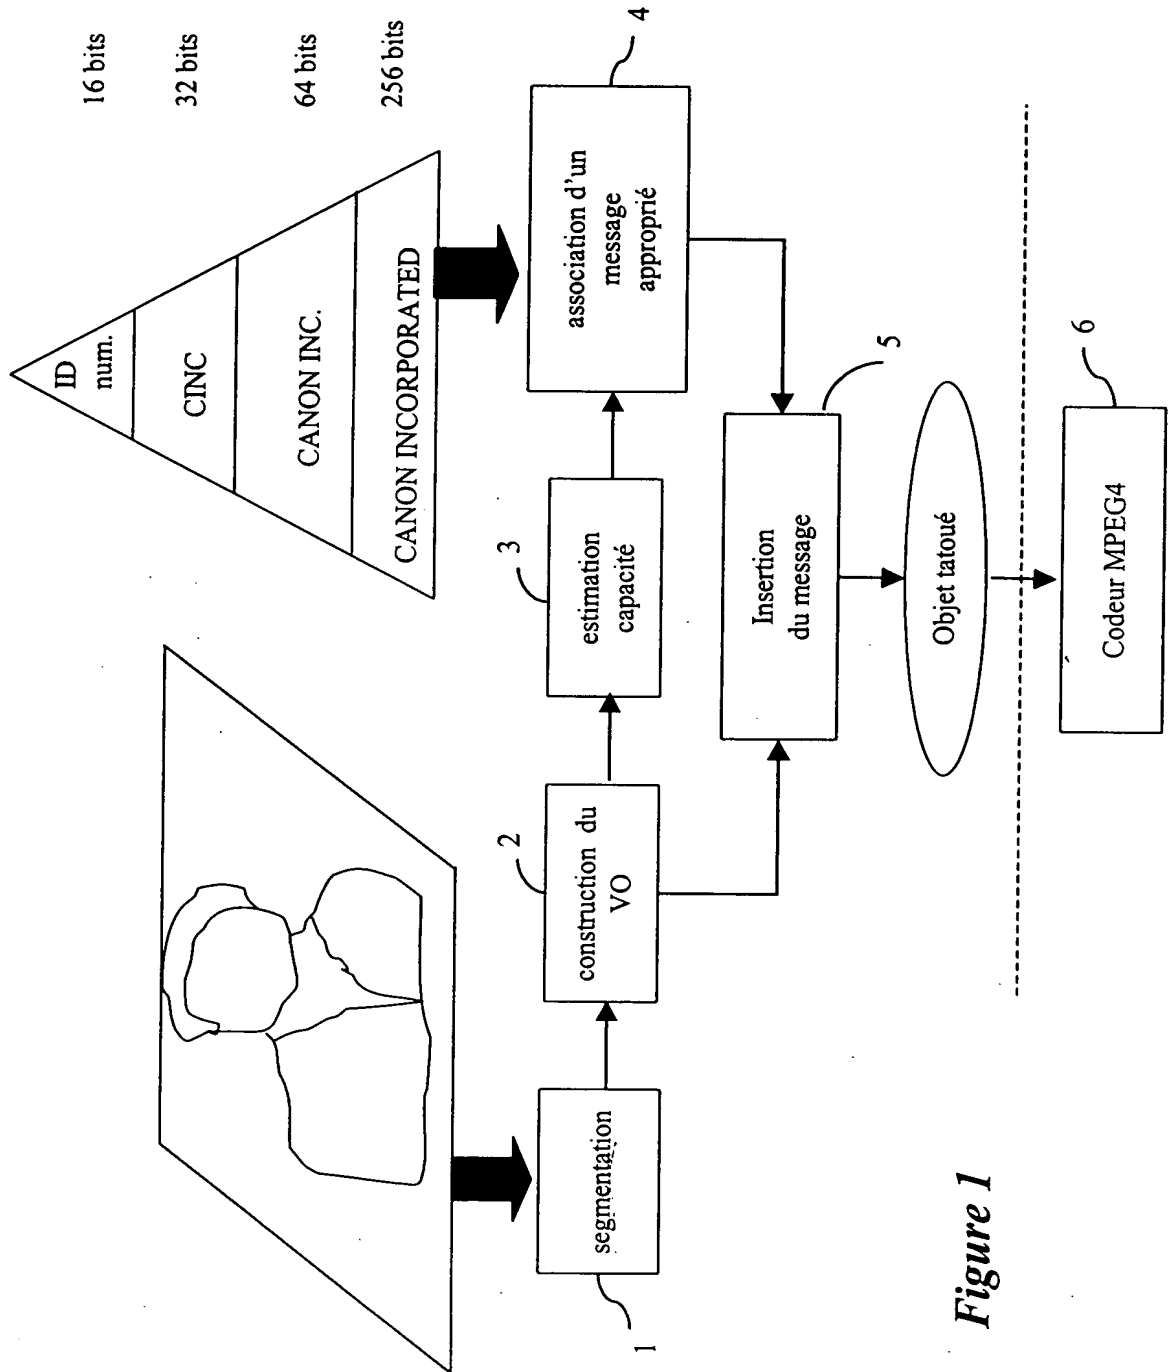 16 bits
32 bits
64 bits
256 bits
ID
num.
CINC
CANON INC.
CANON INCORPORATED
1
segmentation
2
construction du
VO
3
estimation
capacité
4
association d'un
message
approprié
5
Insertion
du message
Objet tatoué
6
Codeur MPEG4
Figure 1